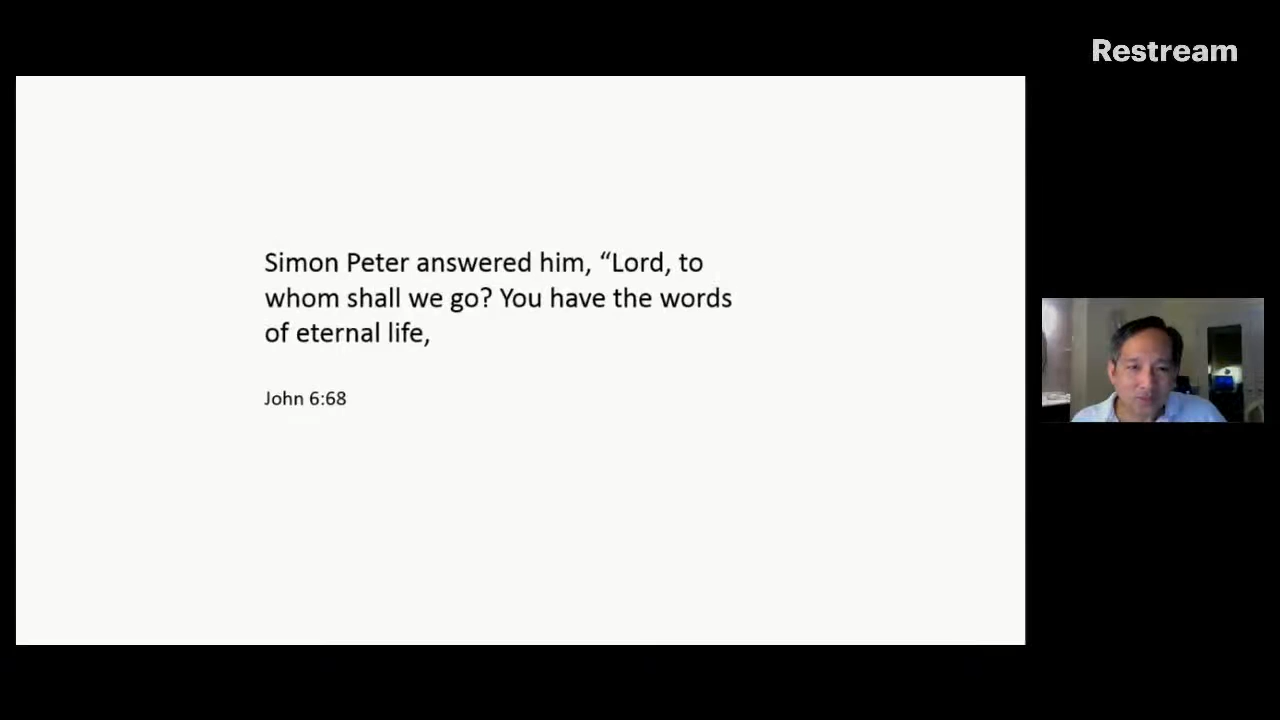 Restream
Simon Peter answered him, “Lord, to
whom shall we go? You have the words
of eternal life,
John 6:68